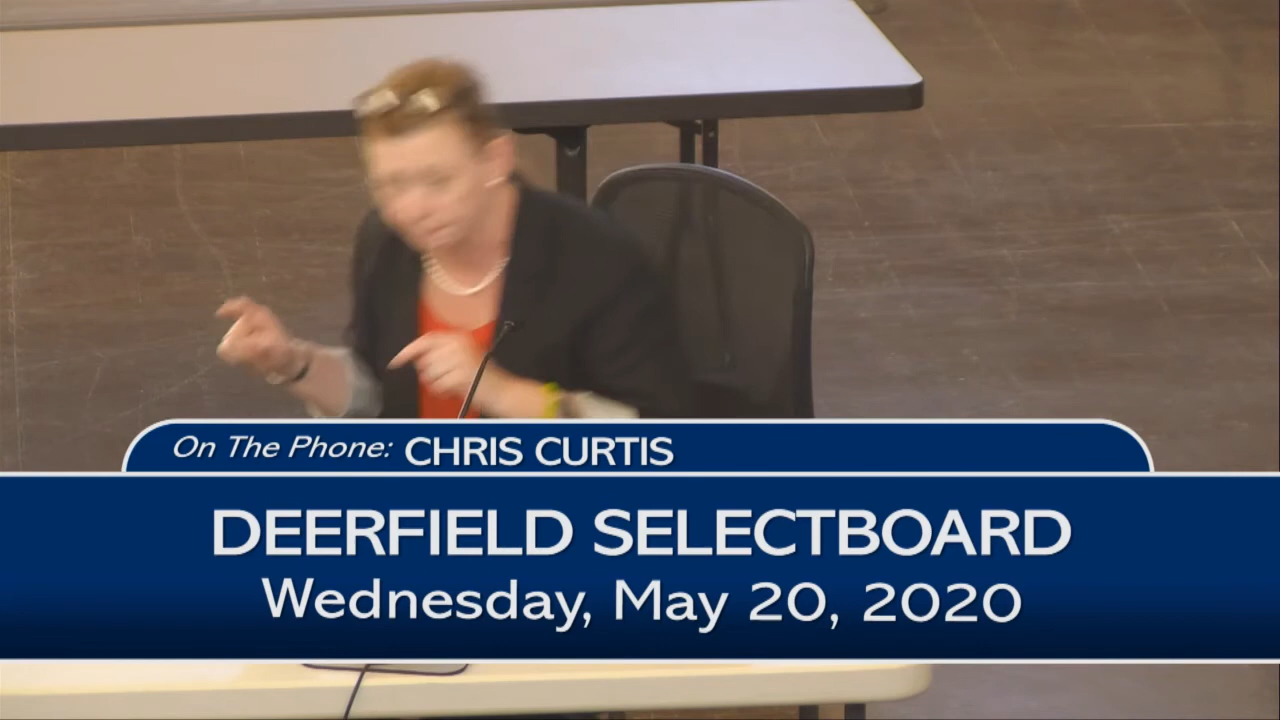 On The Phone: CHRIS CURTIS
DEERFIELD SELECTBOARD
Wednesday, May 20, 2020